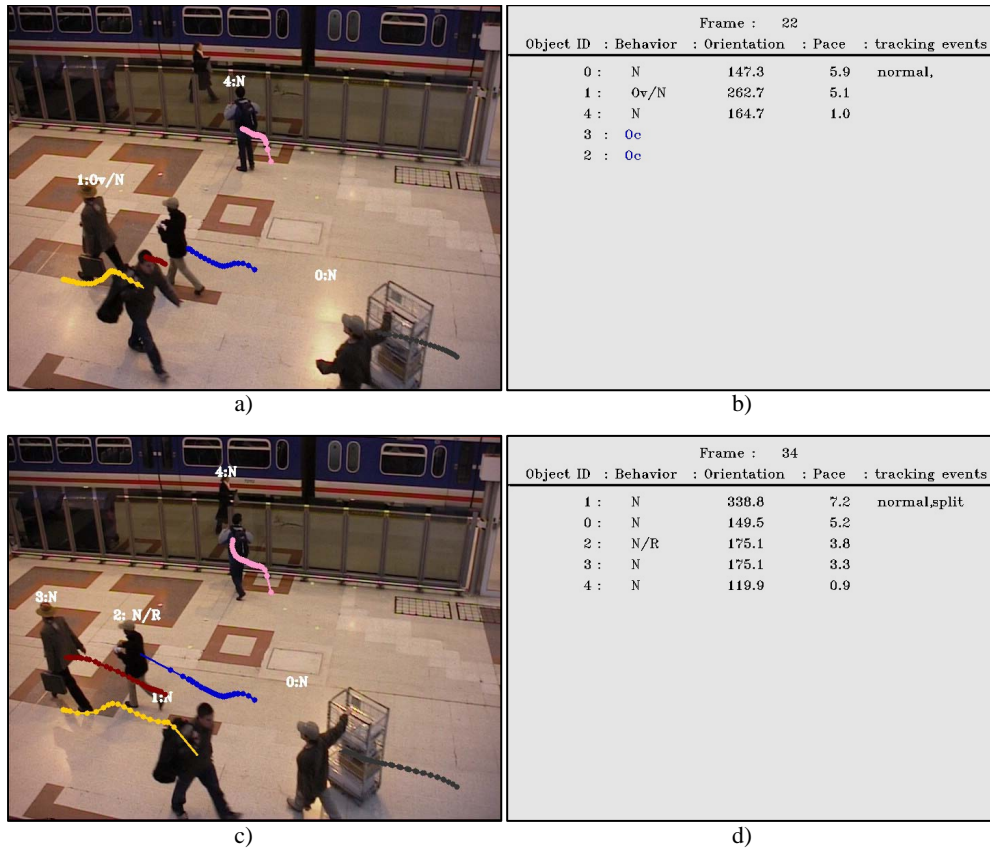 4:N
1:Ov/N
0:N
Frame : 22
Object ID : Behavior : Orientation : Pace : tracking events
0 : N 147.3 5.9 normal,
1 : Ov/N 262.7 5.1
4 : N 164.7 1.0
3 : Oc
2 : Oc
a)
b)
4:N
3:N
2: N/R
1:N
0:N
Frame : 34
Object ID : Behavior : Orientation : Pace : tracking events
1 : N 338.8 7.2 normal,split
0 : N 149.5 5.2
2 : N/R 175.1 3.8
3 : N 175.1 3.3
4 : N 119.9 0.9
c)
d)